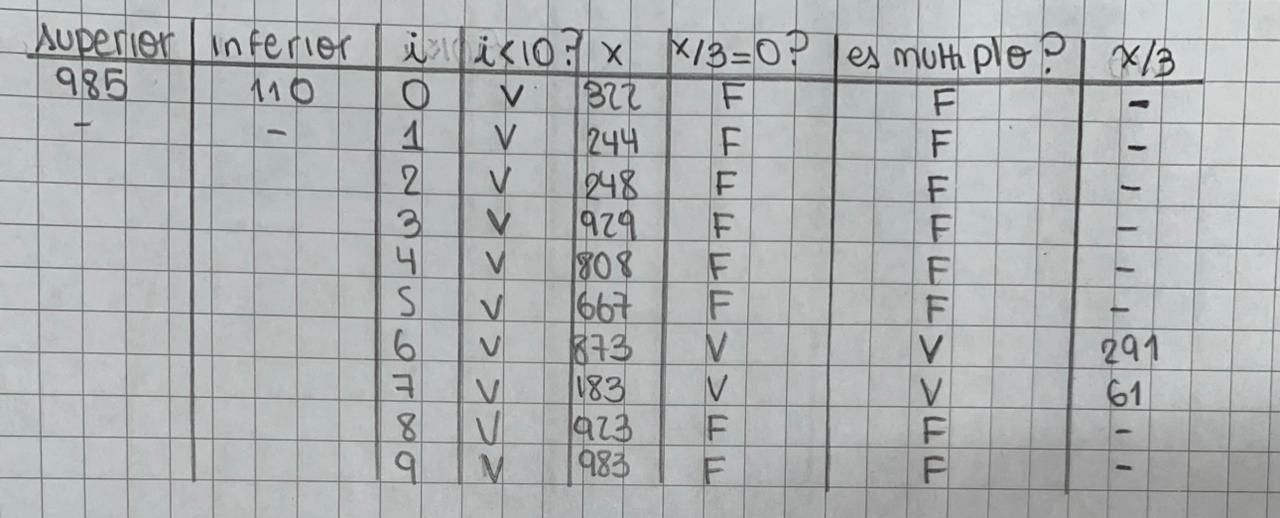 superior inferior i i<10? x x/3=0? es multiplo? x/3
985 110 0 V 322 F F -
- - 1 V 244 F F -
2 V 248 F F -
3 V 929 F F -
4 V 808 F F -
5 V 667 F F -
6 V 873 V V 291
7 V 183 V V 61
8 V 923 F F -
9 V 983 F F -